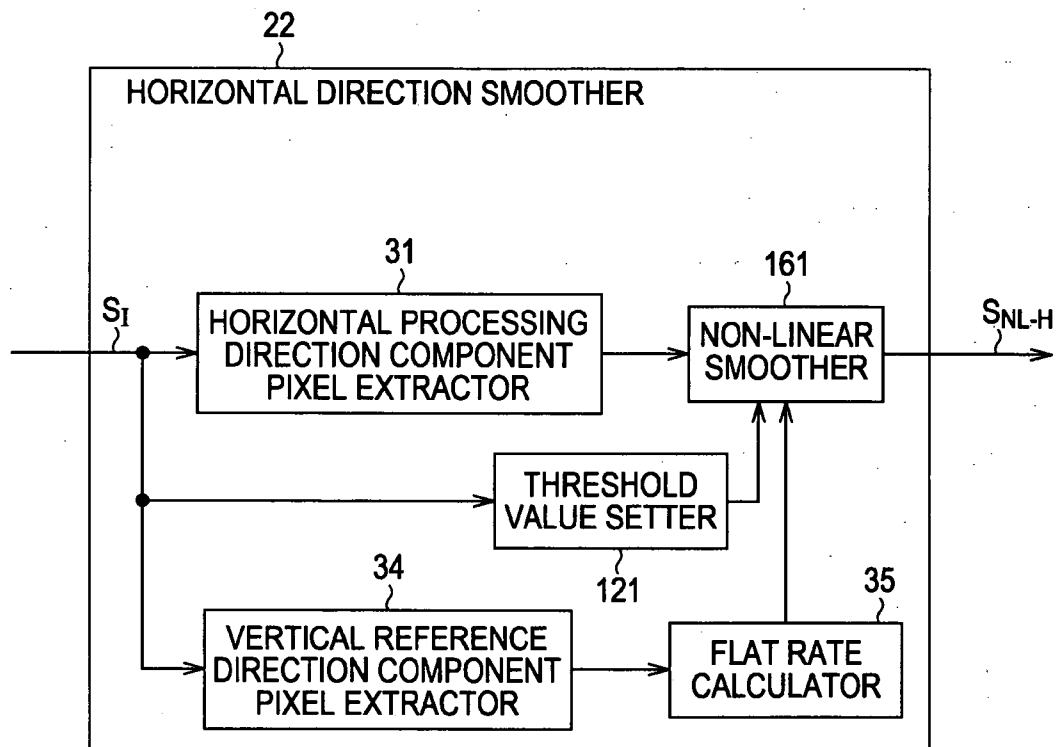 22
HORIZONTAL DIRECTION SMOOTHER
31
161
SI
HORIZONTAL PROCESSING
DIRECTION COMPONENT
PIXEL EXTRACTOR
NON-LINEAR
SMOOTHER
SNL-H
THRESHOLD
VALUE SETTER
121
34
35
VERTICAL REFERENCE
DIRECTION COMPONENT
PIXEL EXTRACTOR
FLAT RATE
CALCULATOR